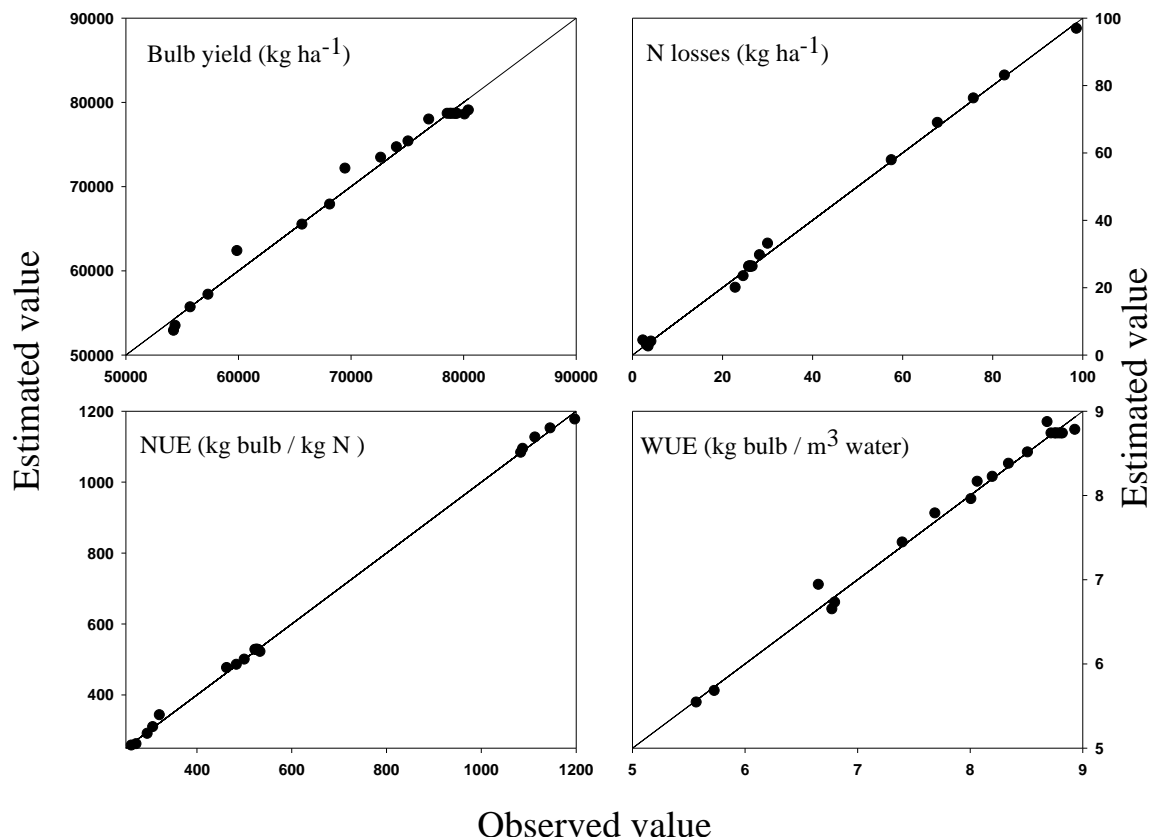 90000
80000
70000
60000
50000
Bulb yield (kg ha-1)
50000 60000 70000 80000 90000
N losses (kg ha-1)
100
80
60
40
20
0
0 20 40 60 80 100
Estimated value
Estimated value
1200
1000
800
600
400
NUE (kg bulb / kg N )
400 600 800 1000 1200
WUE (kg bulb / m3 water)
9
8
7
6
5
5 6 7 8 9
Observed value